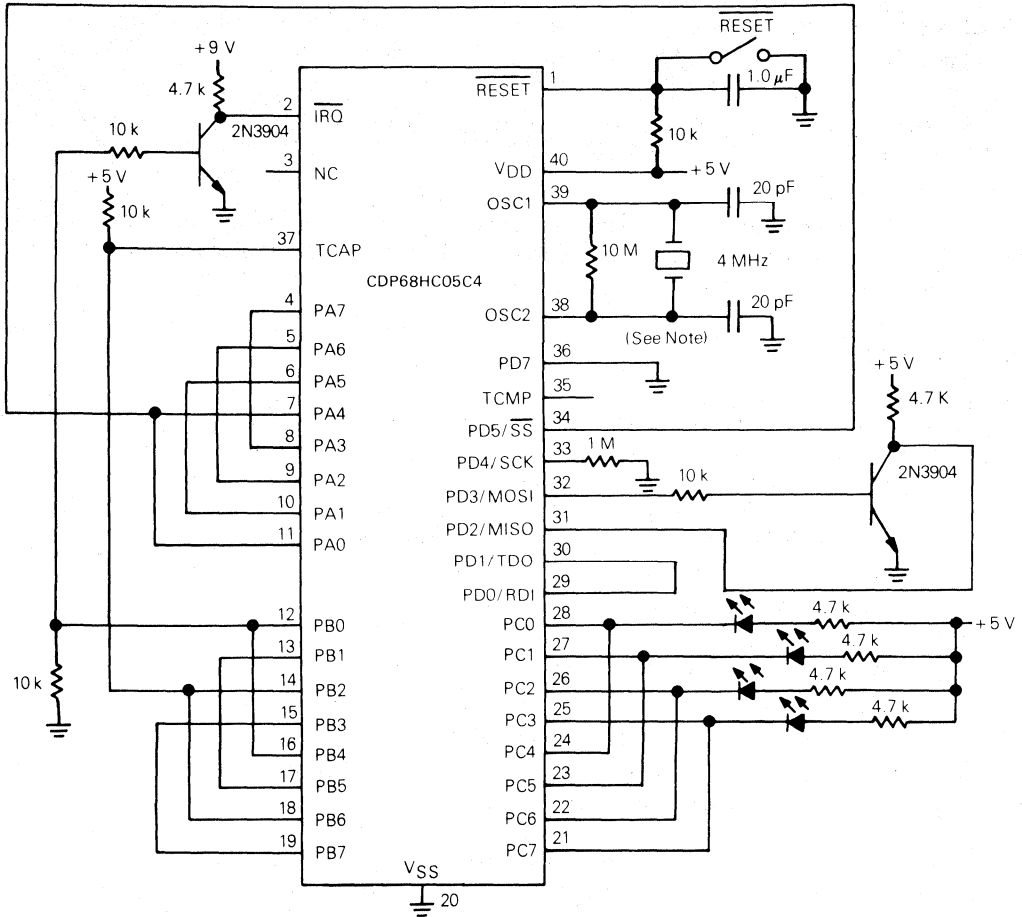 RESET
+9 V
4.7 k
1
RESET
1.0 µF
2
IRQ
2N3904
10 k
10 k
3
NC
40
VDD
+5 V
+5 V
39
OSC1
20 pF
10 k
37
TCAP
10 M
4 MHz
CDP68HC05C4
4
PA7
38
OSC2
20 pF
(See Note)
5
PA6
36
PD7
+5 V
6
PA5
35
TCMP
4.7 K
7
PA4
34
PD5/SS
8
PA3
33
PD4/SCK
1 M
2N3904
9
PA2
32
PD3/MOSI
10 k
10
PA1
31
PD2/MISO
11
PA0
30
PD1/TDO
29
PD0/RDI
12
PB0
28
PC0
4.7 k
+5 V
13
PB1
27
PC1
4.7 k
10 k
14
PB2
26
PC2
4.7 k
15
PB3
25
PC3
4.7 k
16
PB4
24
PC4
17
PB5
23
PC5
18
PB6
22
PC6
19
PB7
21
PC7
VSS
20